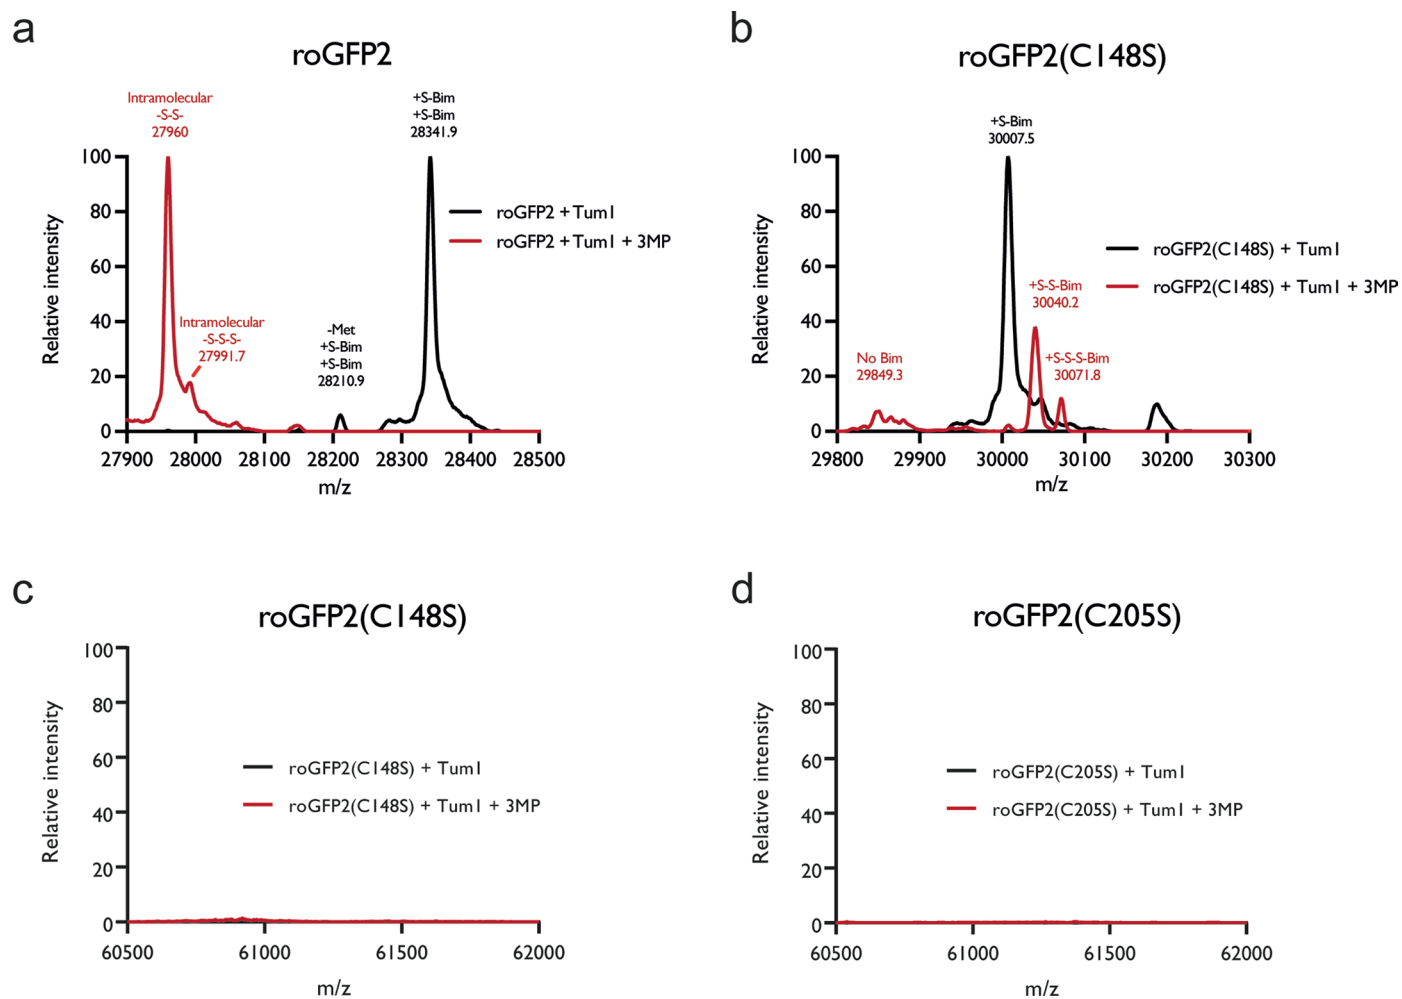 a
roGFP2
Intramolecular
-S-S-
27960
+S-Bim
+S-Bim
28341.9
Intramolecular
-S-S-S-
27991.7
-Met
+S-Bim
+S-Bim
28210.9
roGFP2 + Tum1
roGFP2 + Tum1 + 3MP
Relative intensity
100
80
60
40
20
0
27900 28000 28100 28200 28300 28400 28500
m/z
b
roGFP2(C148S)
+S-Bim
30007.5
+S-S-Bim
30040.2
No Bim
29849.3
+S-S-S-Bim
30071.8
roGFP2(C148S) + Tum1
roGFP2(C148S) + Tum1 + 3MP
Relative intensity
100
80
60
40
20
0
29800 29900 30000 30100 30200 30300
m/z
c
roGFP2(C148S)
roGFP2(C148S) + Tum1
roGFP2(C148S) + Tum1 + 3MP
Relative intensity
100
80
60
40
20
0
60500 61000 61500 62000
m/z
d
roGFP2(C205S)
roGFP2(C205S) + Tum1
roGFP2(C205S) + Tum1 + 3MP
Relative intensity
100
80
60
40
20
0
60500 61000 61500 62000
m/z